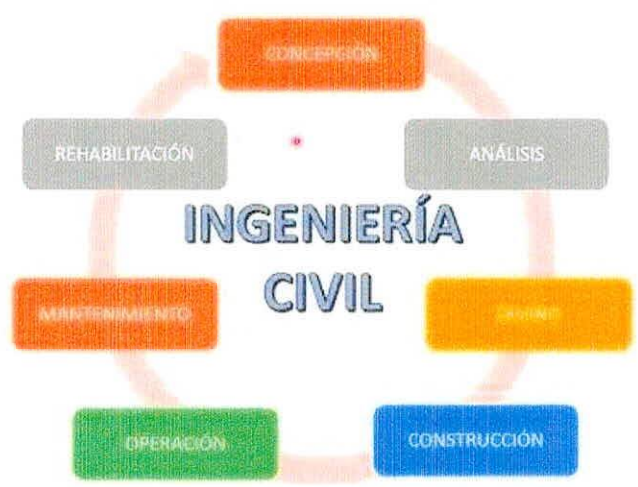 CONCEPCIÓN
ANÁLISIS
CONSTRUCCIÓN
OPERACIÓN
MANTENIMIENTO
REHABILITACIÓN
INGENIERÍA
CIVIL